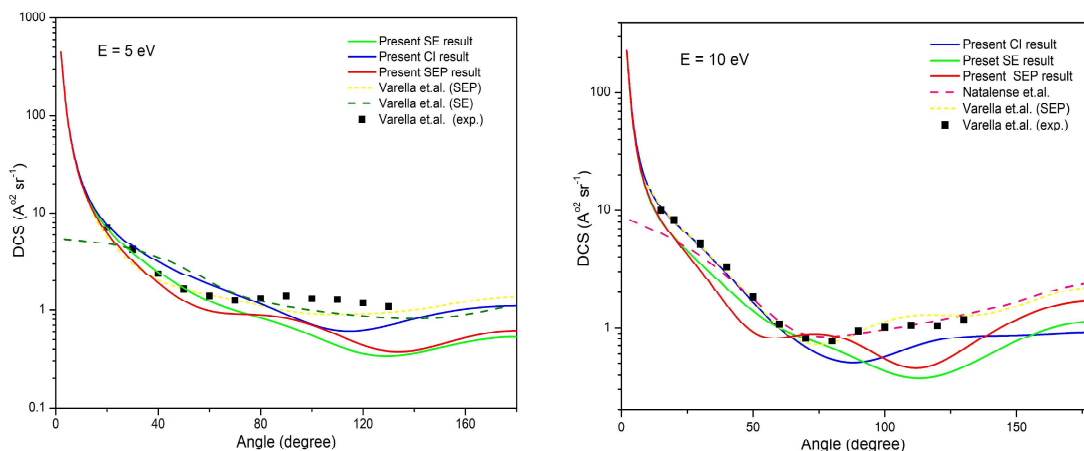 E = 5 eV
Present SE result
Present CI result
Present SEP result
Varella et.al. (SEP)
Varella et.al. (SE)
Varella et.al. (exp.)
1000
100
10
1
0.1
DCS (A°² sr⁻¹)
0 40 80 120 160
Angle (degree)
E = 10 eV
Present CI result
Preset SE result
Present SEP result
Natalense et.al.
Varella et.al. (SEP)
Varella et.al. (exp.)
100
10
1
DCS (A°² sr⁻¹)
0 50 100 150
Angle (degree)